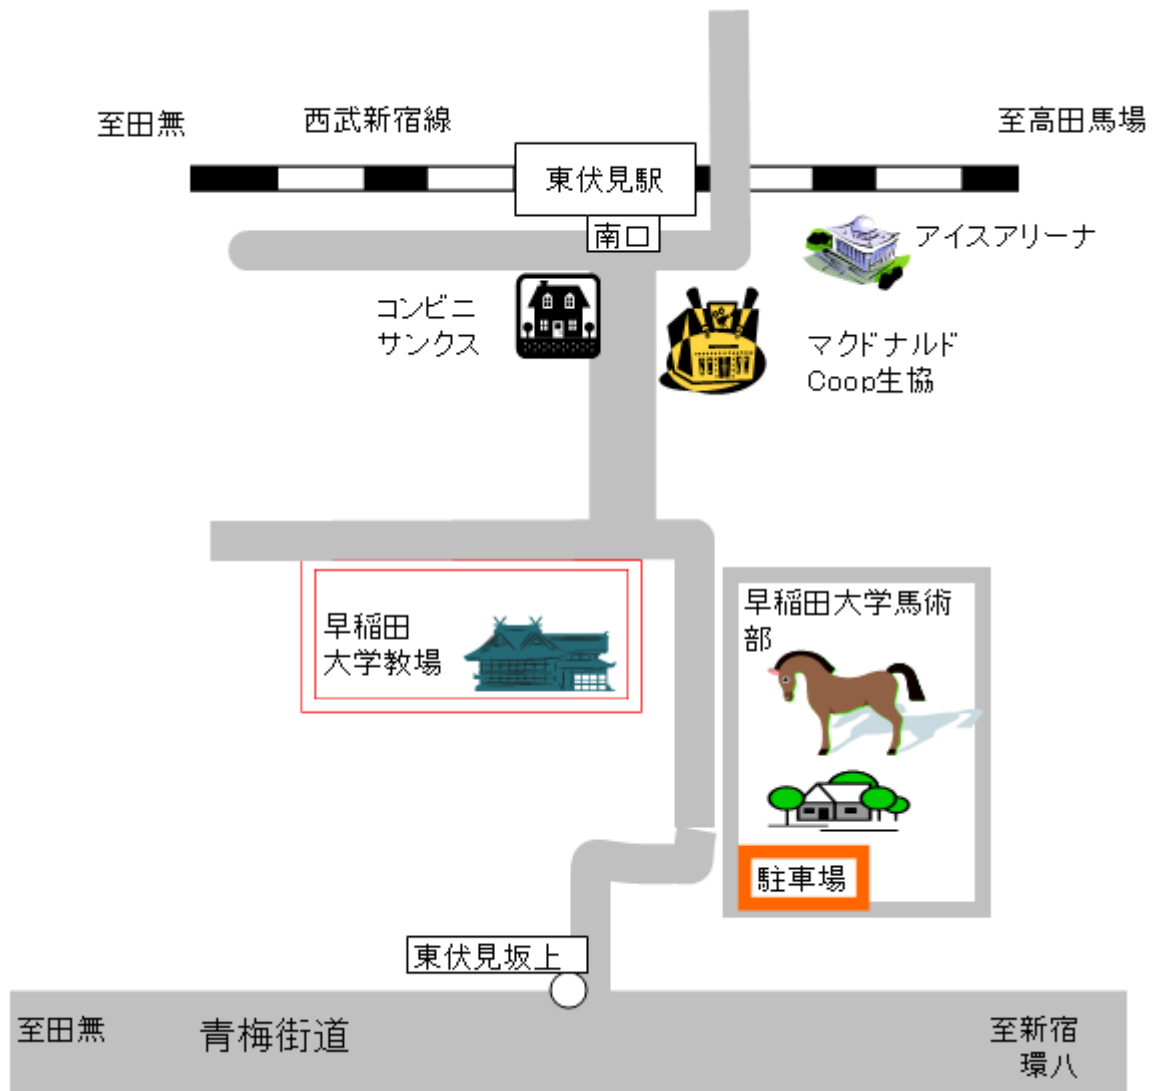 至田無
西武新宿線
至高田馬場
東伏見駅
南口
アイスアリーナ
コンビニ
サンクス
マクドナルド
Coop生協
早稲田
大学教場
早稲田大学馬術
部
駐車場
東伏見坂上
至田無
青梅街道
至新宿
環八